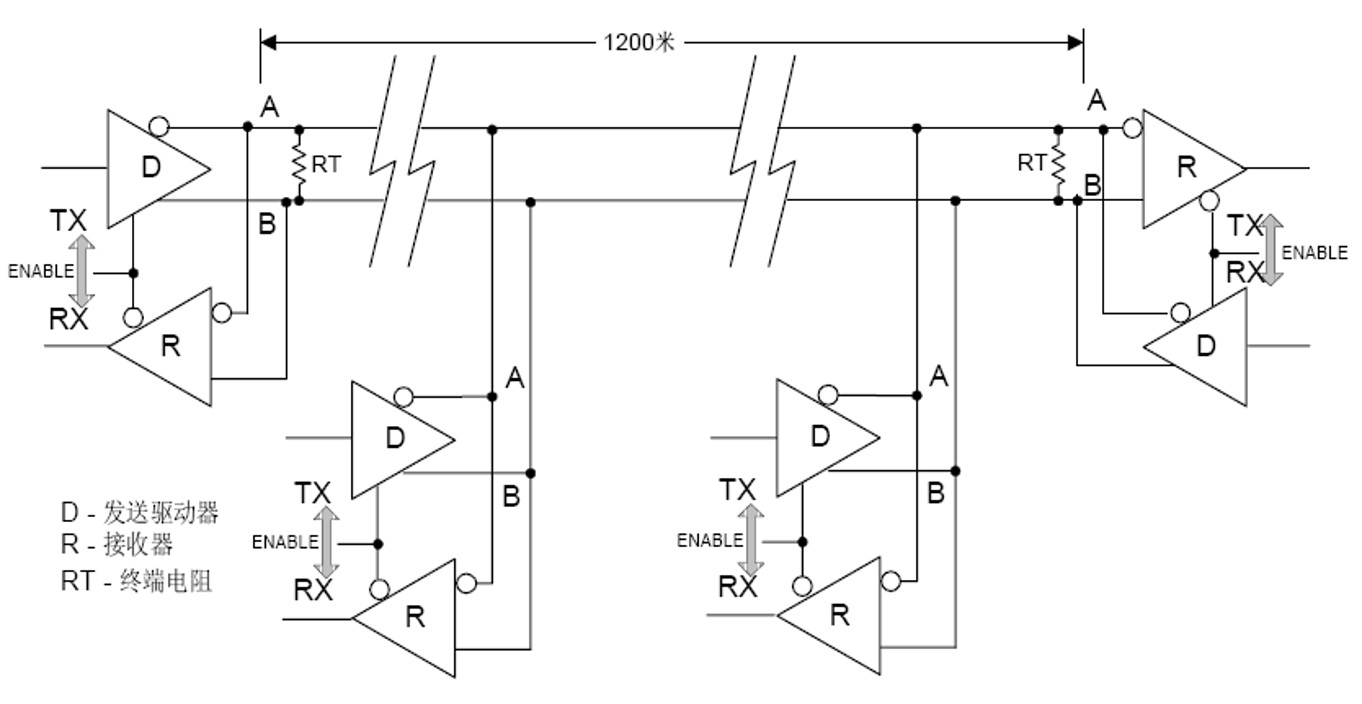 1200米
A
A
D
RT
RT
B
R
B
TX
TX
ENABLE
ENABLE
RX
RX
R
D
A
A
D
D
B
B
TX
TX
ENABLE
ENABLE
RX
RX
R
R
D - 发送驱动器
R - 接收器
RT - 终端电阻